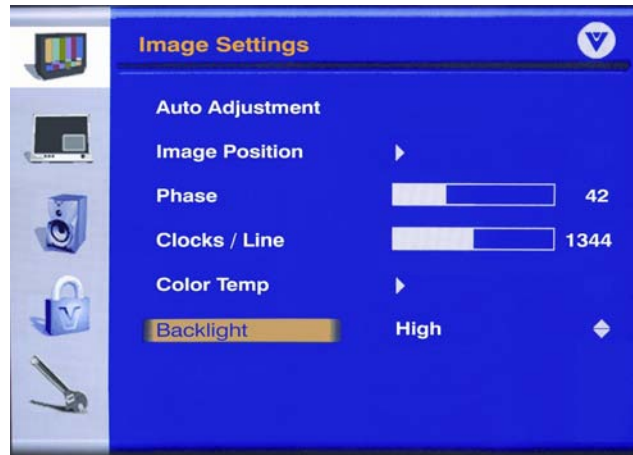 Image Settings
V
Auto Adjustment
Image Position
Phase 42
Clocks / Line 1344
Color Temp
Backlight High
V